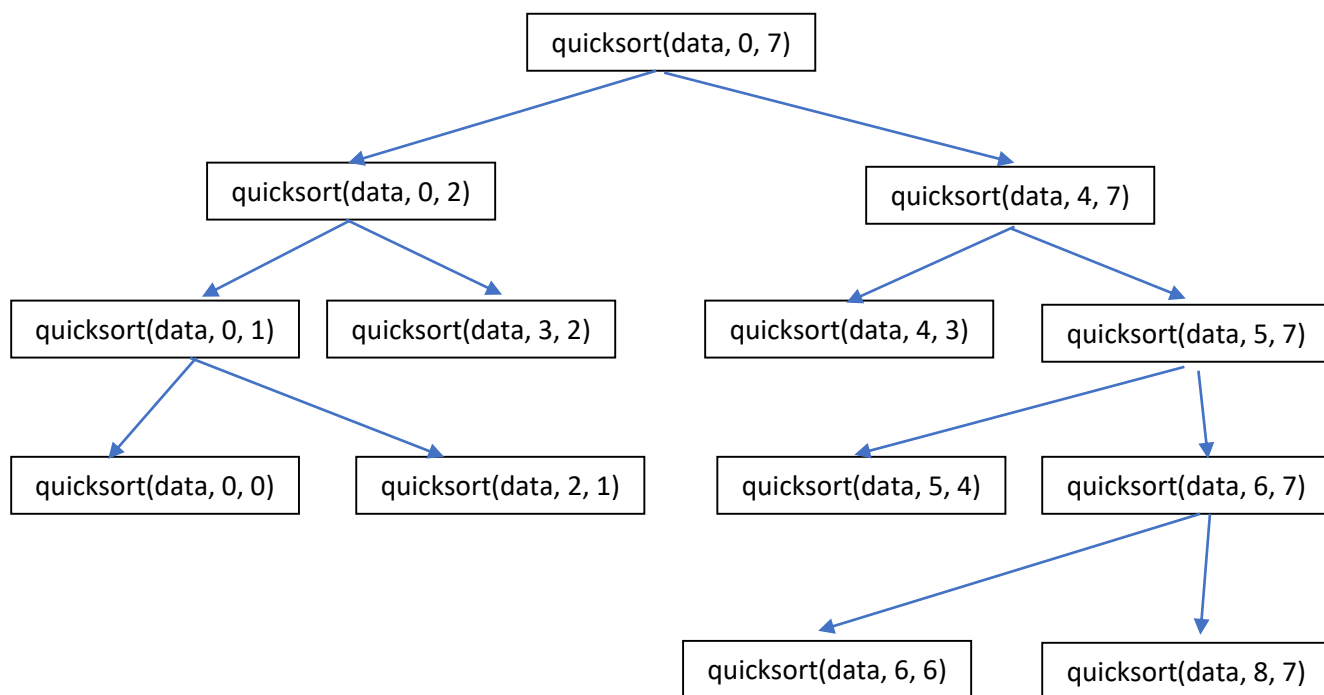 quicksort(data, 0, 7)
quicksort(data, 0, 2)
quicksort(data, 4, 7)
quicksort(data, 0, 1)
quicksort(data, 3, 2)
quicksort(data, 4, 3)
quicksort(data, 5, 7)
quicksort(data, 0, 0)
quicksort(data, 2, 1)
quicksort(data, 5, 4)
quicksort(data, 6, 7)
quicksort(data, 6, 6)
quicksort(data, 8, 7)